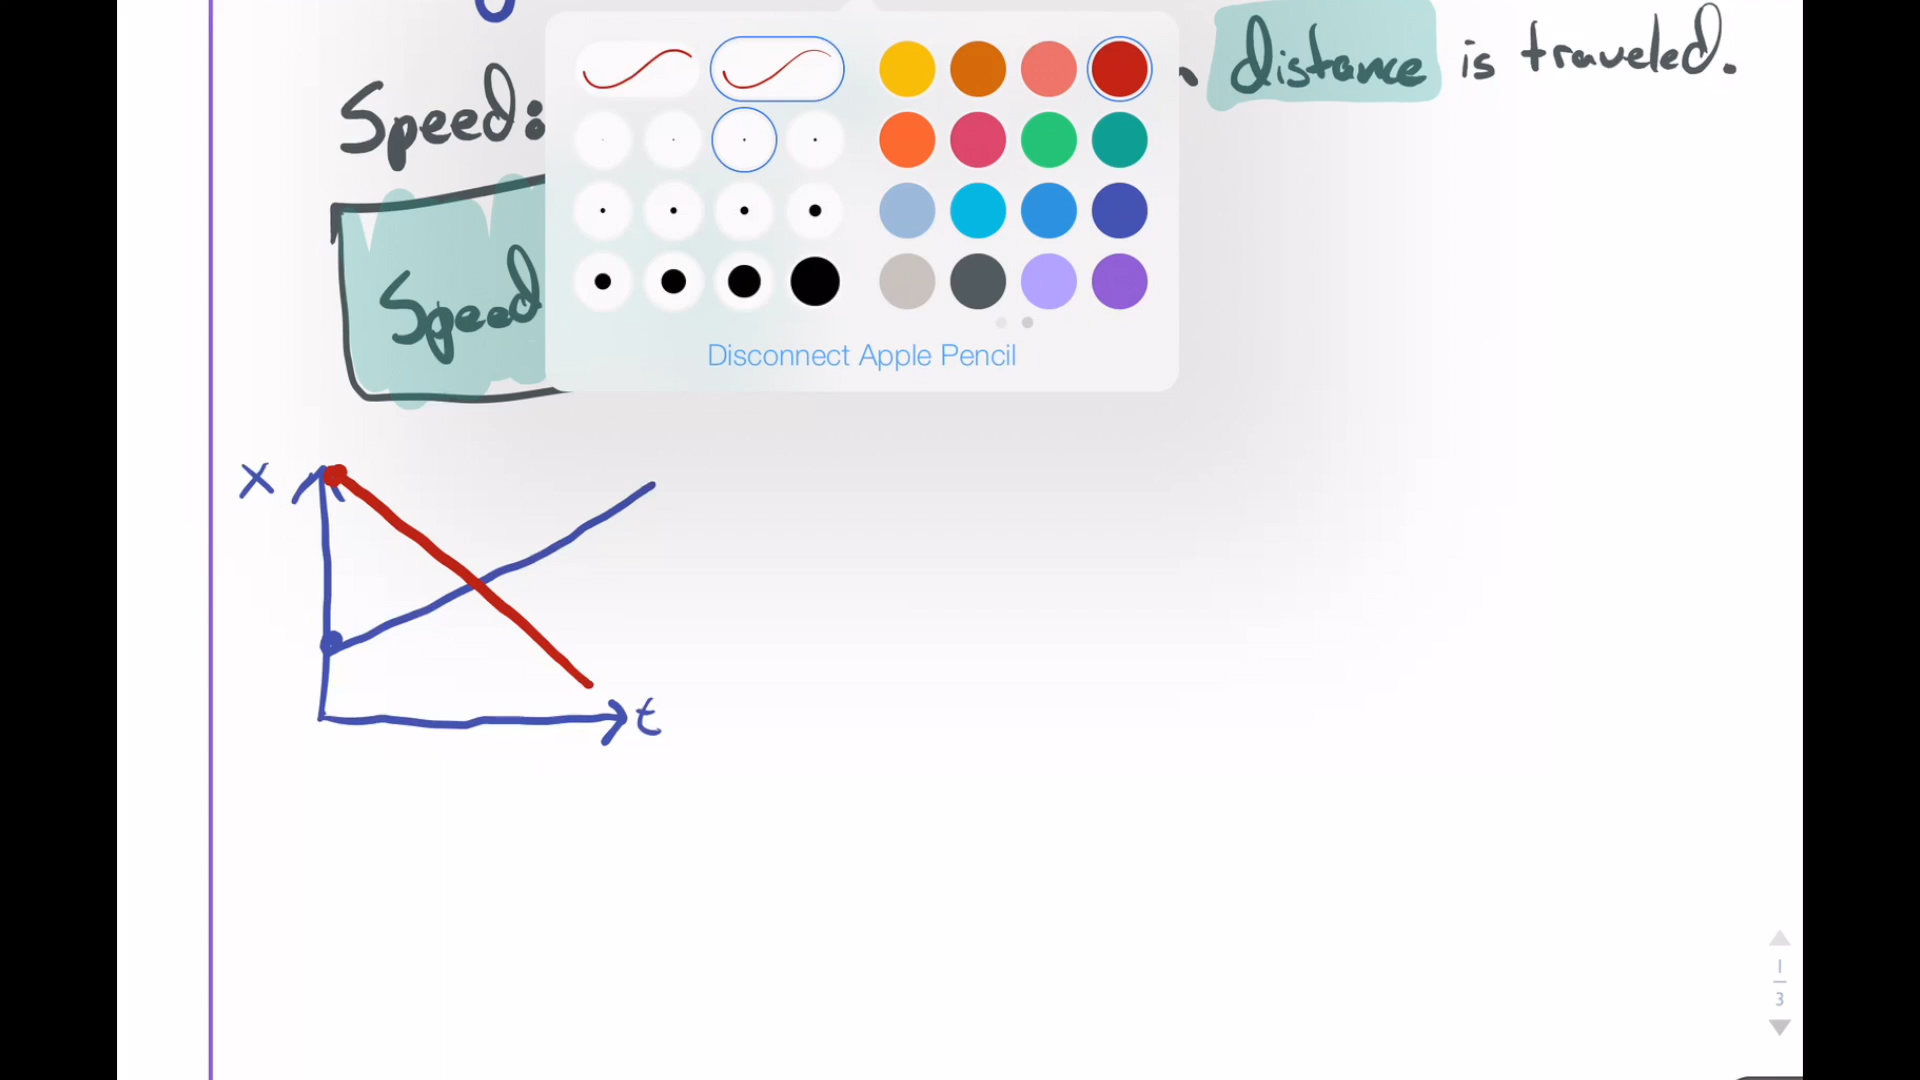 distance is traveled.
Speed:
Speed
Disconnect Apple Pencil
x
t
1
3